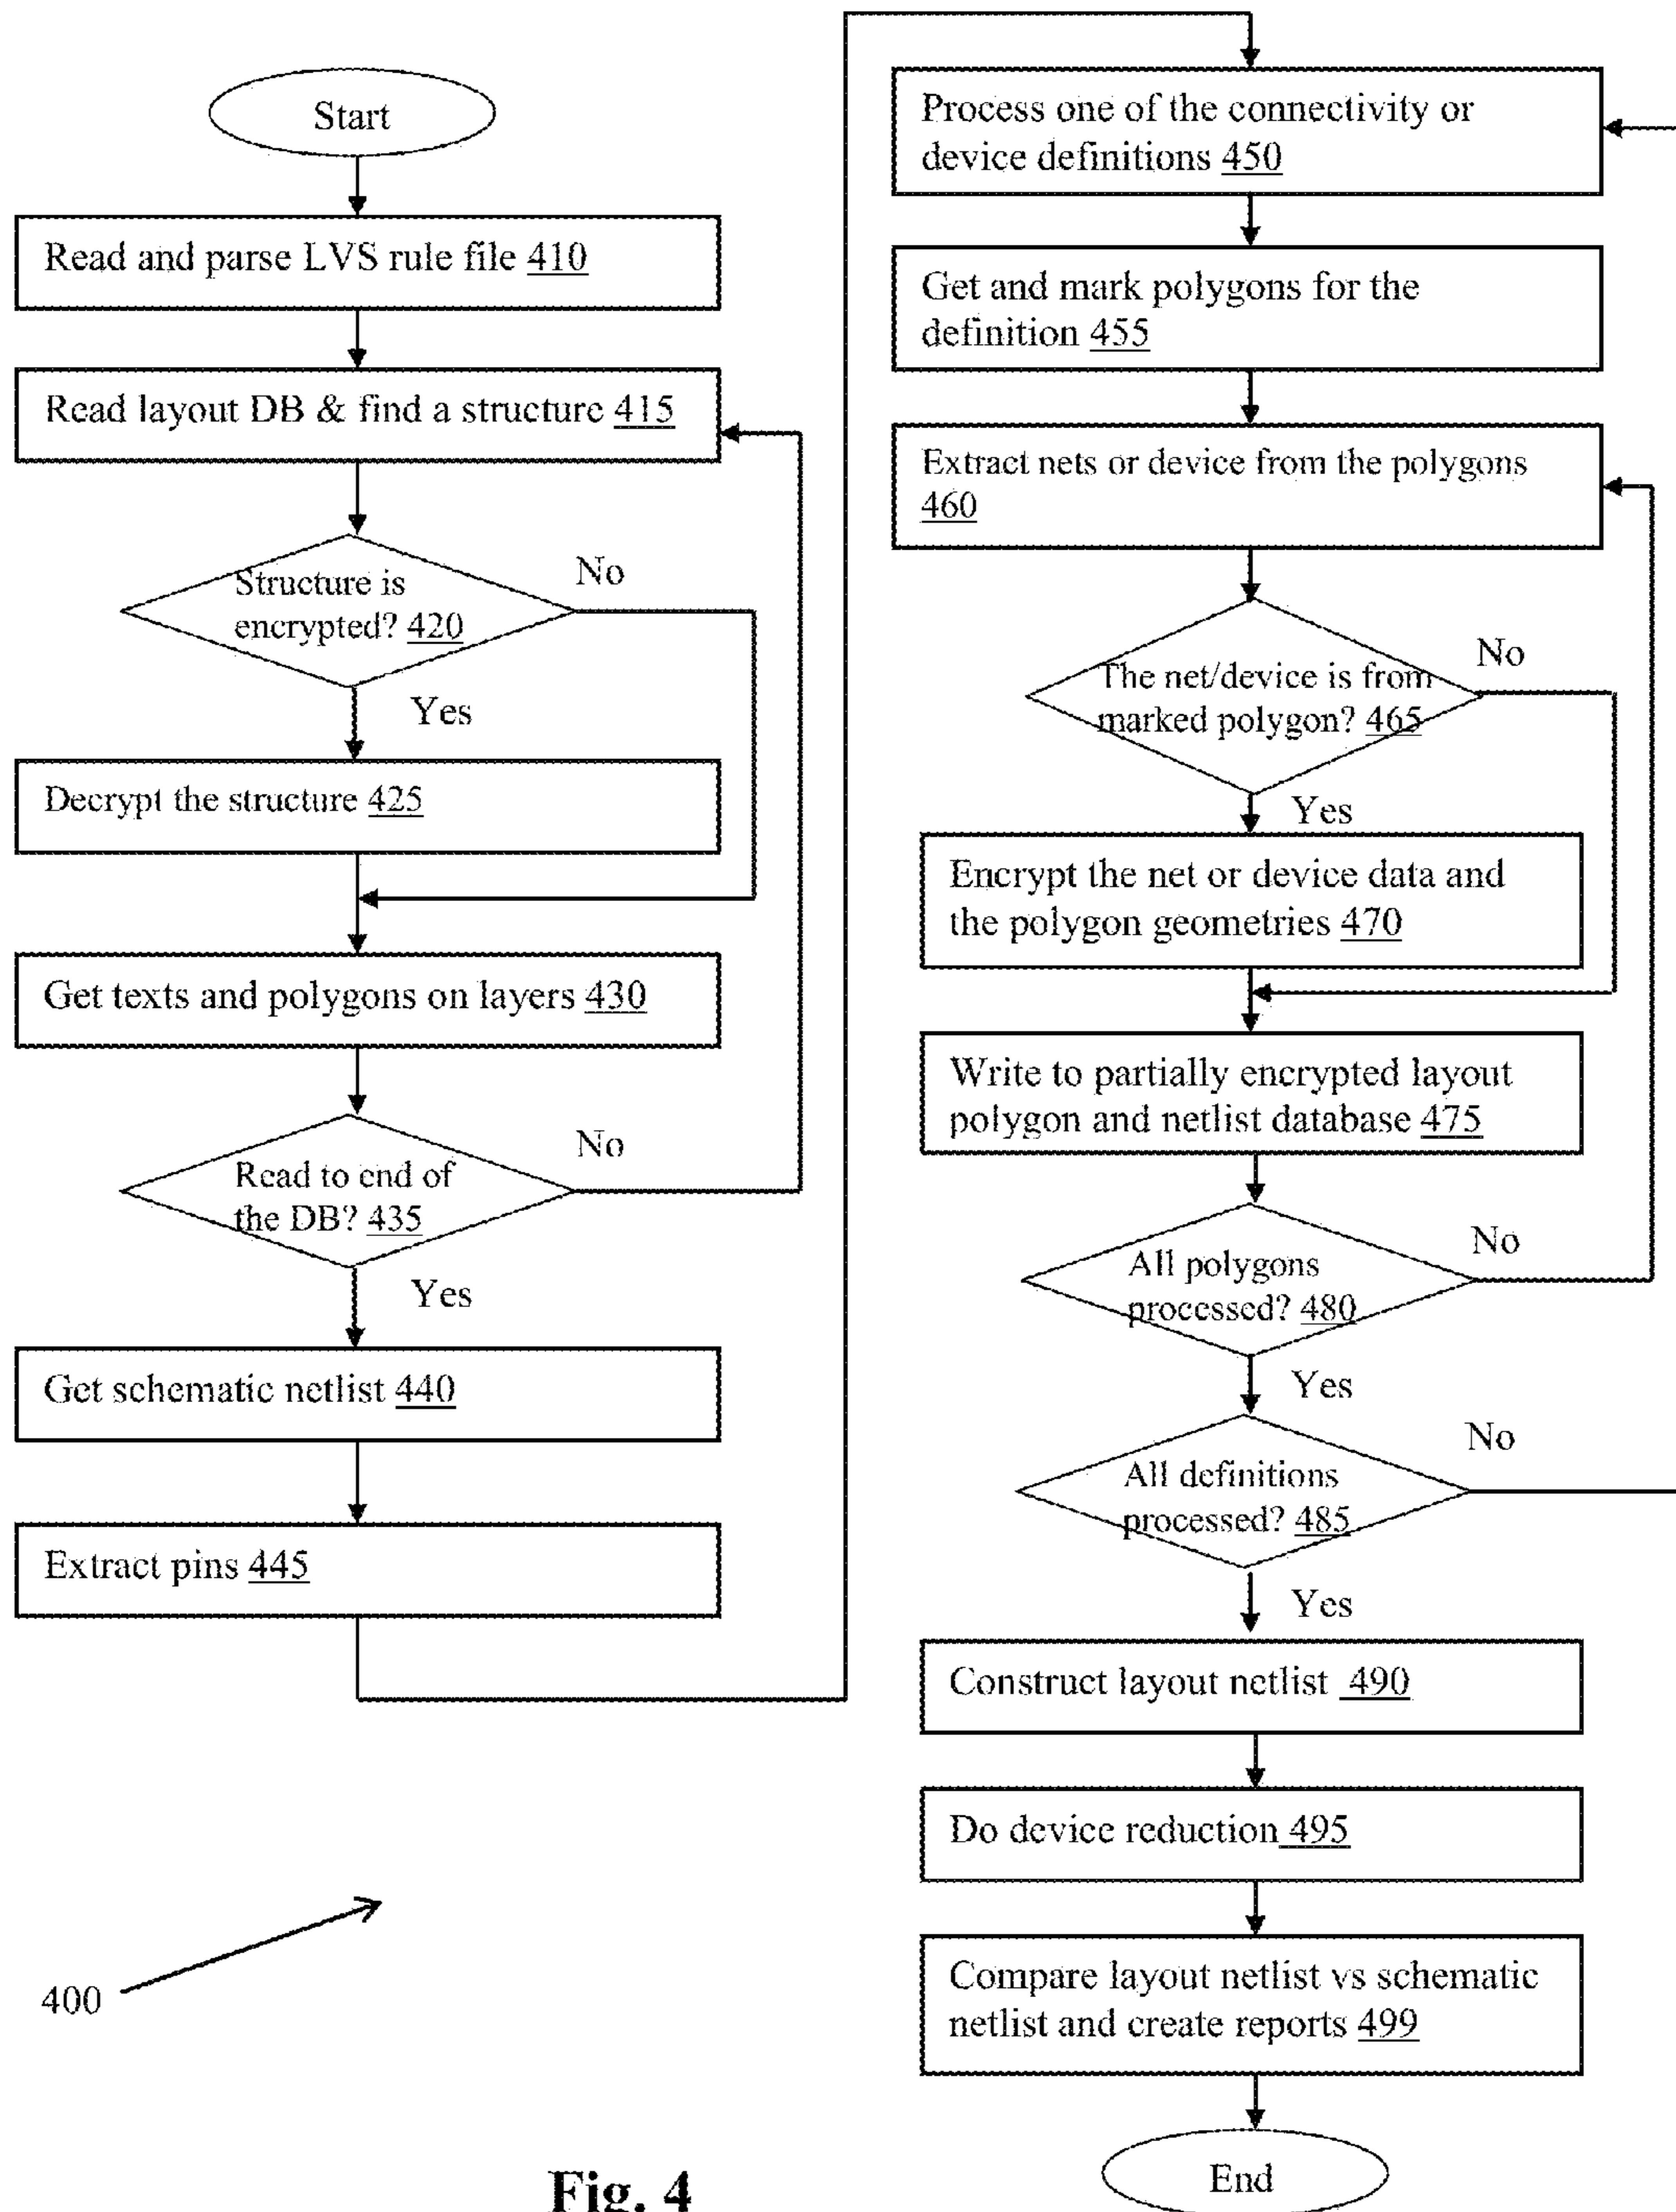 Start
Read and parse LVS rule file 410
Read layout DB & find a structure 415
Structure is
encrypted? 420
No
Yes
Decrypt the structure 425
Get texts and polygons on layers 430
Read to end of
the DB? 435
No
Yes
Get schematic netlist 440
Extract pins 445
Process one of the connectivity or
device definitions 450
Get and mark polygons for the
definition 455
Extract nets or device from the polygons
460
The net/device is from
marked polygon? 465
No
Yes
Encrypt the net or device data and
the polygon geometries 470
Write to partially encrypted layout
polygon and netlist database 475
All polygons
processed? 480
No
Yes
All definitions
processed? 485
No
Yes
Construct layout netlist 490
Do device reduction 495
Compare layout netlist vs schematic
netlist and create reports 499
End
400
Fig. 4